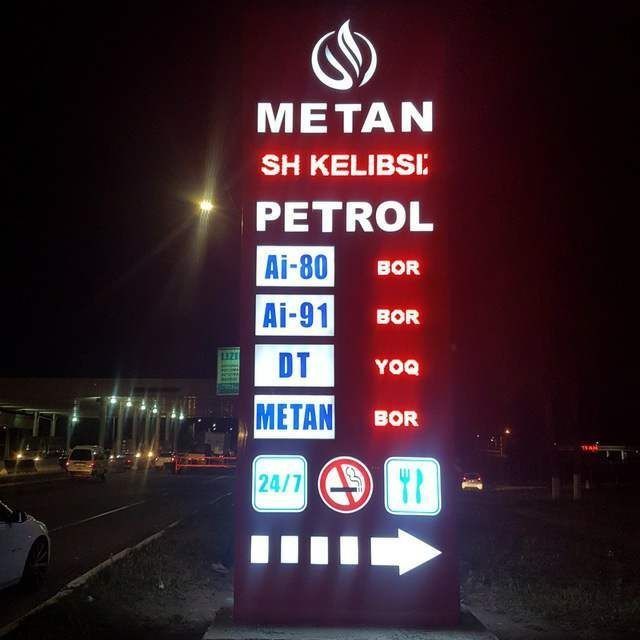 METAN
SH KELIBSI
PETROL
Ai-80 BOR
Ai-91 BOR
DT YOQ
METAN BOR
24/7